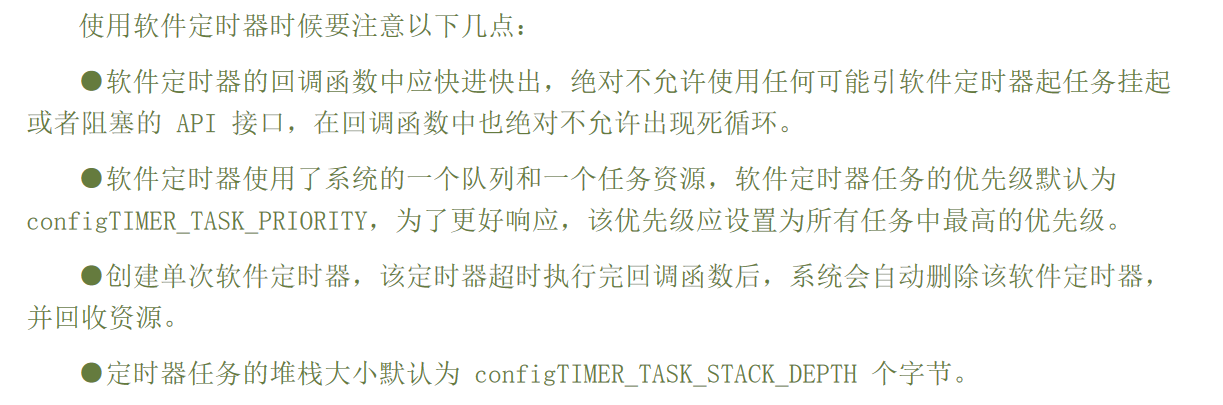 使用软件定时器时候要注意以下几点：
●软件定时器的回调函数中应快进快出，绝对不允许使用任何可能引软件定时器起任务挂起
或者阻塞的 API 接口，在回调函数中也绝对不允许出现死循环。
●软件定时器使用了系统的一个队列和一个任务资源，软件定时器任务的优先级默认为
configTIMER_TASK_PRIORITY，为了更好响应，该优先级应设置为所有任务中最高的优先级。
●创建单次软件定时器，该定时器超时执行完回调函数后，系统会自动删除该软件定时器，
并回收资源。
●定时器任务的堆栈大小默认为 configTIMER_TASK_STACK_DEPTH 个字节。